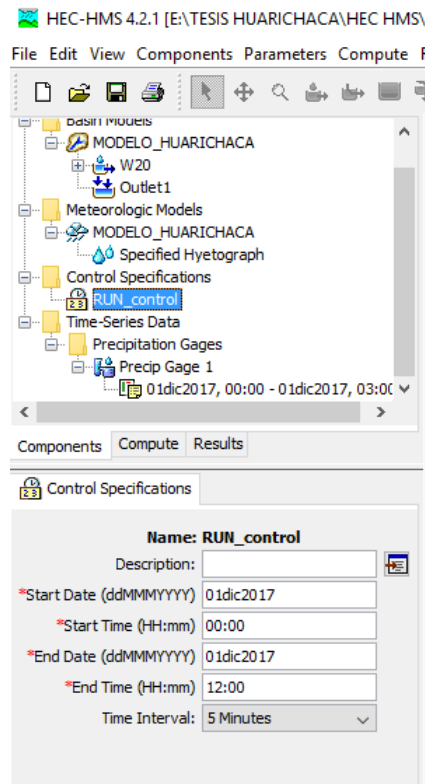 HEC-HMS 4.2.1 [E:\TESIS HUARICHACA\HEC HMS\
File Edit View Components Parameters Compute
Basin Models
MODELO_HUARICHACA
W20
Outlet1
Meteorologic Models
MODELO_HUARICHACA
Specified Hyetograph
Control Specifications
RUN_control
Time-Series Data
Precipitation Gages
Precip Gage 1
01dic2017, 00:00 - 01dic2017, 03:00
Components Compute Results
Control Specifications
Name: RUN_control
Description:
*Start Date (ddMMMYYYY) 01dic2017
*Start Time (HH:mm) 00:00
*End Date (ddMMMYYYY) 01dic2017
*End Time (HH:mm) 12:00
Time Interval: 5 Minutes